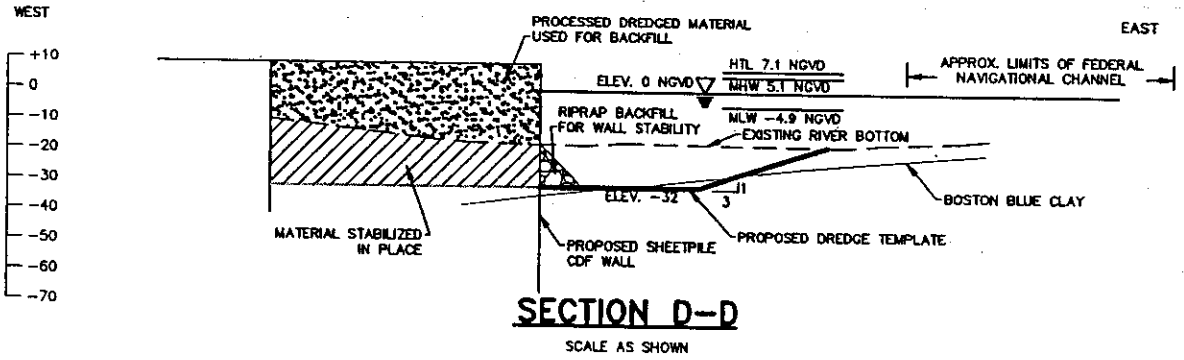 WEST
EAST
PROCESSED DREDGED MATERIAL
USED FOR BACKFILL
+10
0
-10
-20
-30
-40
-50
-60
-70
ELEV. 0 NGVD
HTL 7.1 NGVD
MHW 5.1 NGVD
MLW -4.9 NGVD
APPROX. LIMITS OF FEDERAL
NAVIGATIONAL CHANNEL
RIPRAP BACKFILL
FOR WALL STABILITY
EXISTING RIVER BOTTOM
ELEV. -32
1
3
BOSTON BLUE CLAY
MATERIAL STABILIZED
IN PLACE
PROPOSED SHEETPILE
CDF WALL
PROPOSED DREDGE TEMPLATE
SECTION D-D
SCALE AS SHOWN